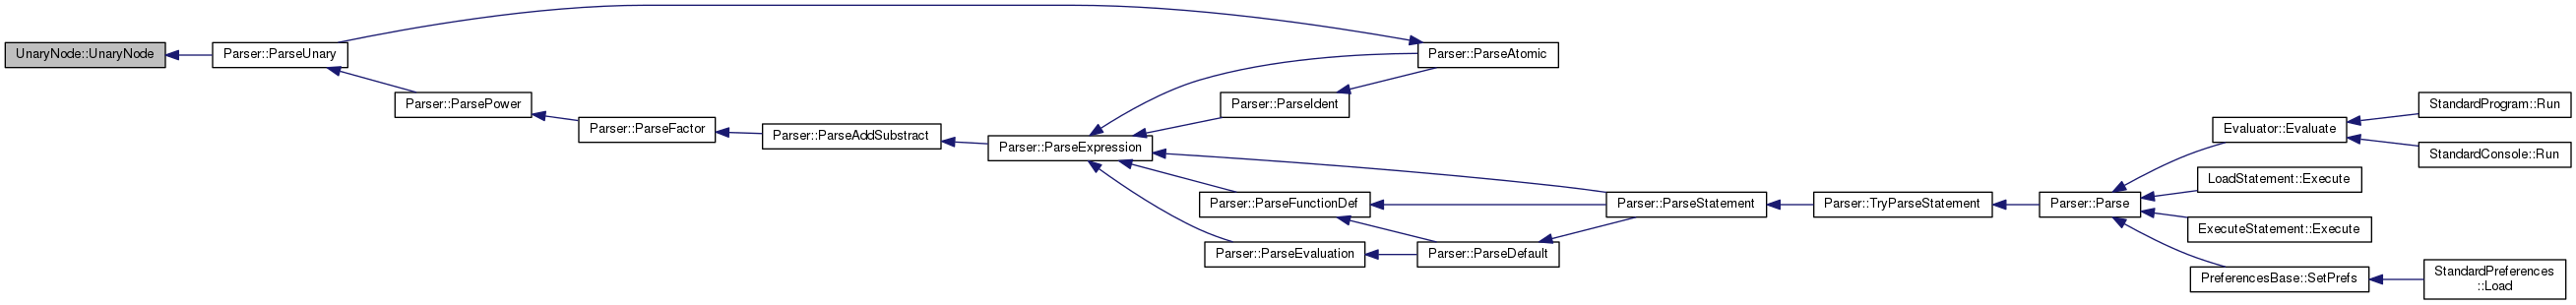 UnaryNode::UnaryNode
Parser::ParseUnary
Parser::ParsePower
Parser::ParseFactor
Parser::ParseAddSubstract
Parser::ParseExpression
Parser::ParseAtomic
Parser::ParseIdent
Parser::ParseFunctionDef
Parser::ParseEvaluation
Parser::ParseDefault
Parser::ParseStatement
Parser::TryParseStatement
Parser::Parse
Evaluator::Evaluate
LoadStatement::Execute
ExecuteStatement::Execute
PreferencesBase::SetPrefs
StandardProgram::Run
StandardConsole::Run
StandardPreferences
::Load